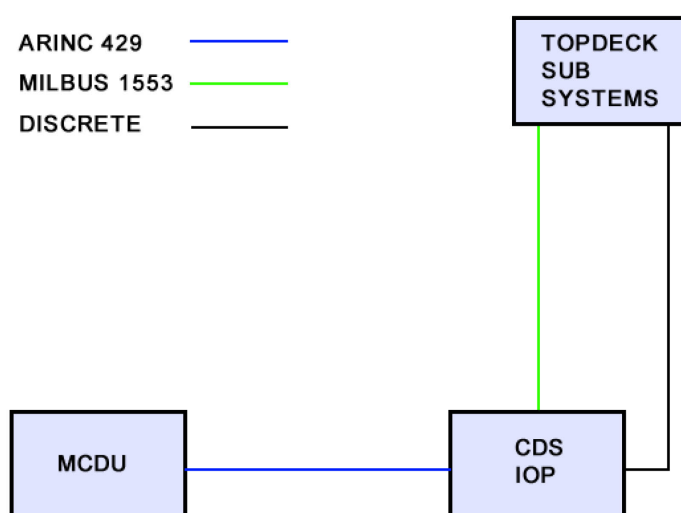 ARINC 429
MILBUS 1553
DISCRETE
TOPDECK
SUB
SYSTEMS
MCDU
CDS
IOP